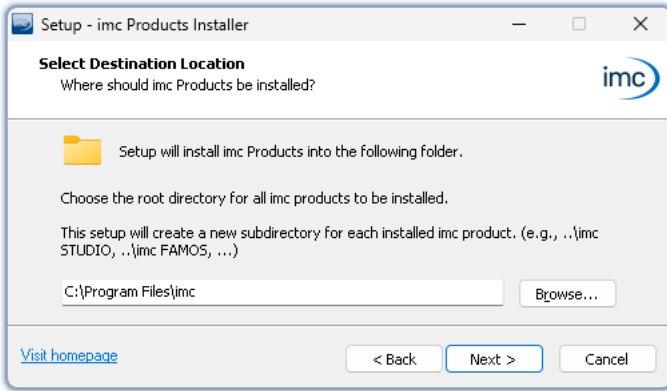 Setup - imc Products Installer
Select Destination Location
Where should imc Products be installed?
imc
Setup will install imc Products into the following folder.
Choose the root directory for all imc products to be installed.
This setup will create a new subdirectory for each installed imc product. (e.g., ..\imc
STUDIO, ..\imc FAMOS, ...)
C:\Program Files\imc
Browse...
Visit homepage
< Back
Next >
Cancel